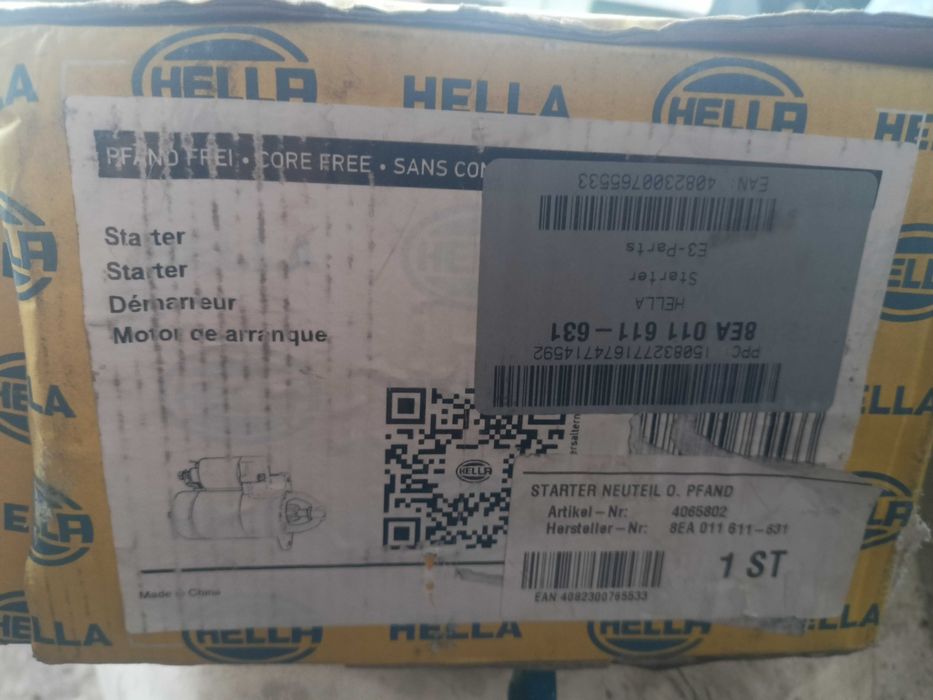 HELLA
HELLA
HELLA
PFAND FREI • CORE FREE • SANS CON
Starter
Starter
Démarreur
Motor de arranque
EAN: 4082300765533
E3-Parts
Starter
HELLA
8EA 011 611-631
PPC: 150832771674714592
HELLA
STARTER NEUTEIL O. PFAND
Artikel-Nr: 4065802
Hersteller-Nr: 8EA 011 611-631
1 ST
EAN 4082300765533
Made in China
HELLA
HELLA
HELLA